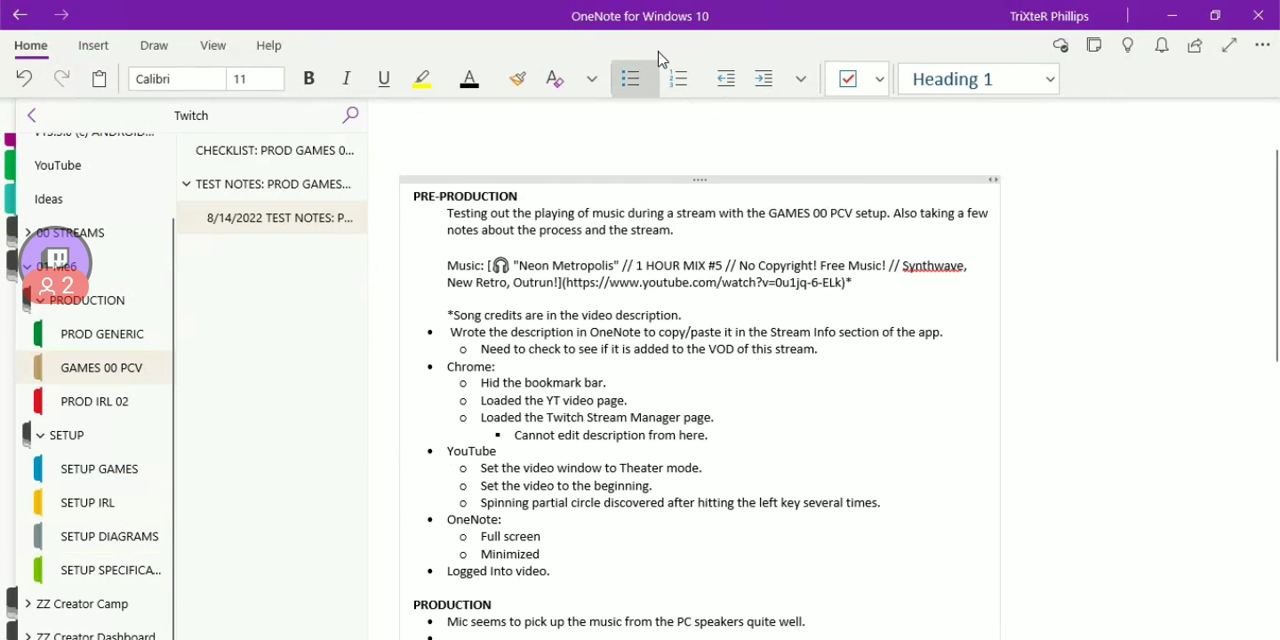 OneNote for Windows 10
TriXteR Phillips
Home Insert Draw View Help
Calibri 11 B I U A A Heading 1
Twitch
YouTube
Ideas
00 STREAMS
PRODUCTION
PROD GENERIC
GAMES 00 PCV
PROD IRL 02
SETUP
SETUP GAMES
SETUP IRL
SETUP DIAGRAMS
SETUP SPECIFICA...
ZZ Creator Camp
ZZ Creator Dashboard
2
CHECKLIST: PROD GAMES 0...
TEST NOTES: PROD GAMES...
8/14/2022 TEST NOTES: P...
PRE-PRODUCTION
Testing out the playing of music during a stream with the GAMES 00 PCV setup. Also taking a few
notes about the process and the stream.
Music: [🎧 "Neon Metropolis" // 1 HOUR MIX #5 // No Copyright! Free Music! // Synthwave,
New Retro, Outrun!](https://www.youtube.com/watch?v=0u1jq-6-ELk)*
*Song credits are in the video description.
• Wrote the description in OneNote to copy/paste it in the Stream Info section of the app.
o Need to check to see if it is added to the VOD of this stream.
• Chrome:
o Hid the bookmark bar.
o Loaded the YT video page.
o Loaded the Twitch Stream Manager page.
▪ Cannot edit description from here.
• YouTube
o Set the video window to Theater mode.
o Set the video to the beginning.
o Spinning partial circle discovered after hitting the left key several times.
• OneNote:
o Full screen
o Minimized
• Logged Into video.
PRODUCTION
• Mic seems to pick up the music from the PC speakers quite well.
•